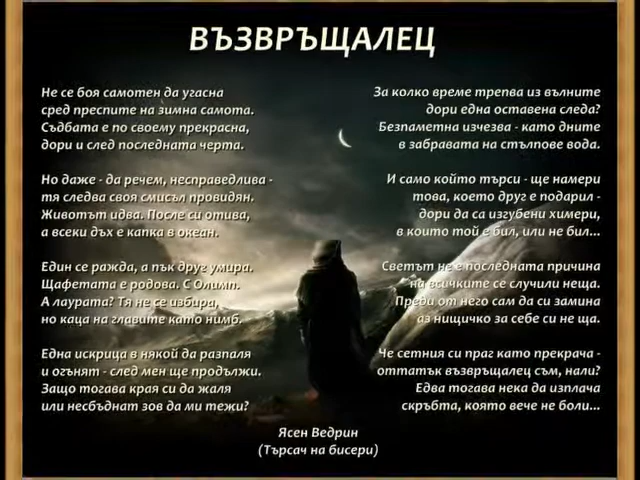 ВЪЗВРЪЩАЛЕЦ
Не се боя самотен да угасна
сред преспите на зимна самота.
Съдбата е по своему прекрасна,
дори и след последната черта.
Но даже - да речем, несправедлива -
тя следва своя смисъл провидян.
Животът идва. После си отива,
а всеки дъх е капка в океан.
Един се ражда, а пък друг умира.
Щафетата е родова. С Олимп.
А лаурата? Тя не се избира,
но каца на главите като нимб.
Една искрица в някой да разпаля
и огънят - след мен ще продължи.
Защо тогава края си да жаля
или несбъднат зов да ми тежи?
За колко време трепва из вълните
дори една оставена следа?
Безпаметна изчезва - като дните
в забравата на стълпове вода.
И само който търси - ще намери
това, което друг е подарил -
дори да са изгубени химери,
в които той е бил, или не бил...
Светът не е последната причина
на всичките се случили неща.
Преди от него сам да си замина
аз нищичко за себе си не ща.
Че сетния си праг като прекрача -
оттатък възвръщалец съм, нали?
Едва тогава нека да изплача
скръбта, която вече не боли...
Ясен Ведрин
(Търсач на бисери)